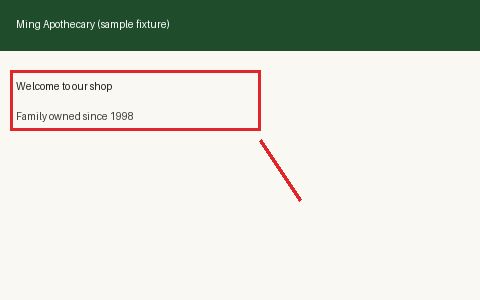 Ming Apothecary (sample fixture)
Welcome to our shop
Family owned since 1998